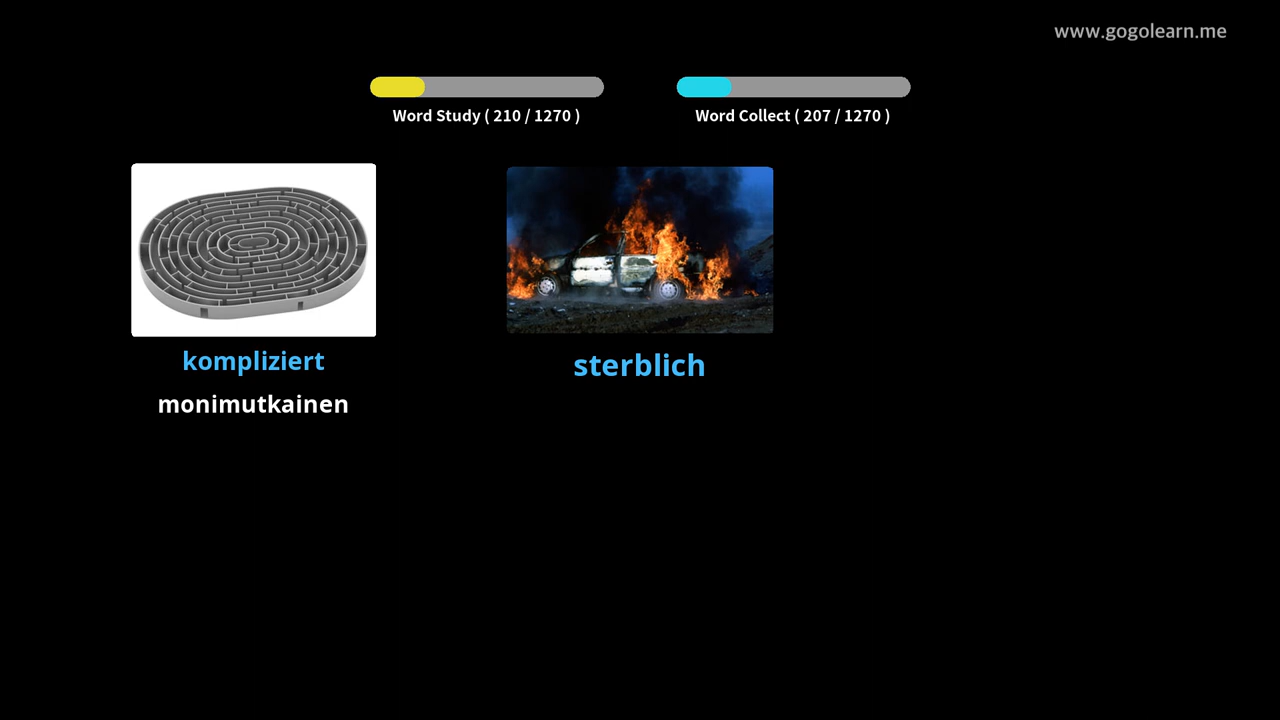 www.gogolearn.me
Word Study ( 210 / 1270 )
Word Collect ( 207 / 1270 )
kompliziert
sterblich
monimutkainen